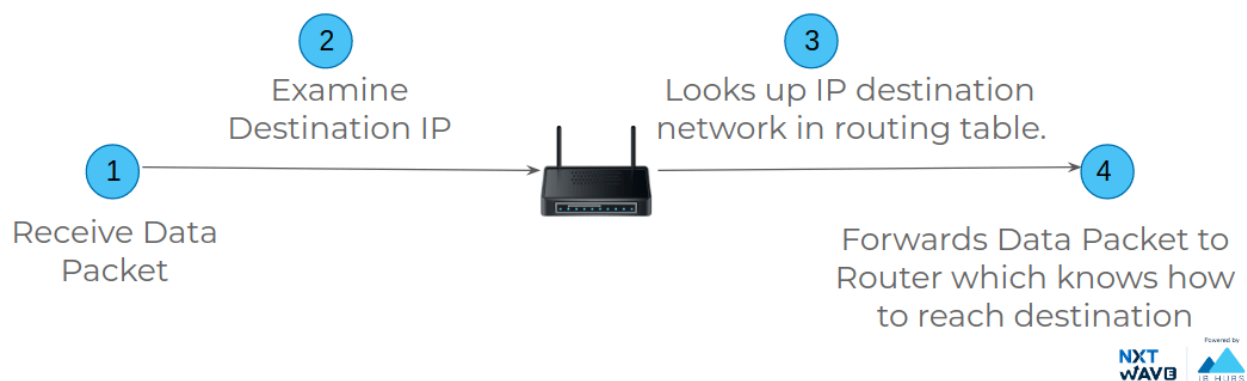 2
Examine
Destination IP
3
Looks up IP destination
network in routing table.
1
Receive Data
Packet
4
Forwards Data Packet to
Router which knows how
to reach destination
NXT
WAVE
Powered by
IB HUBS